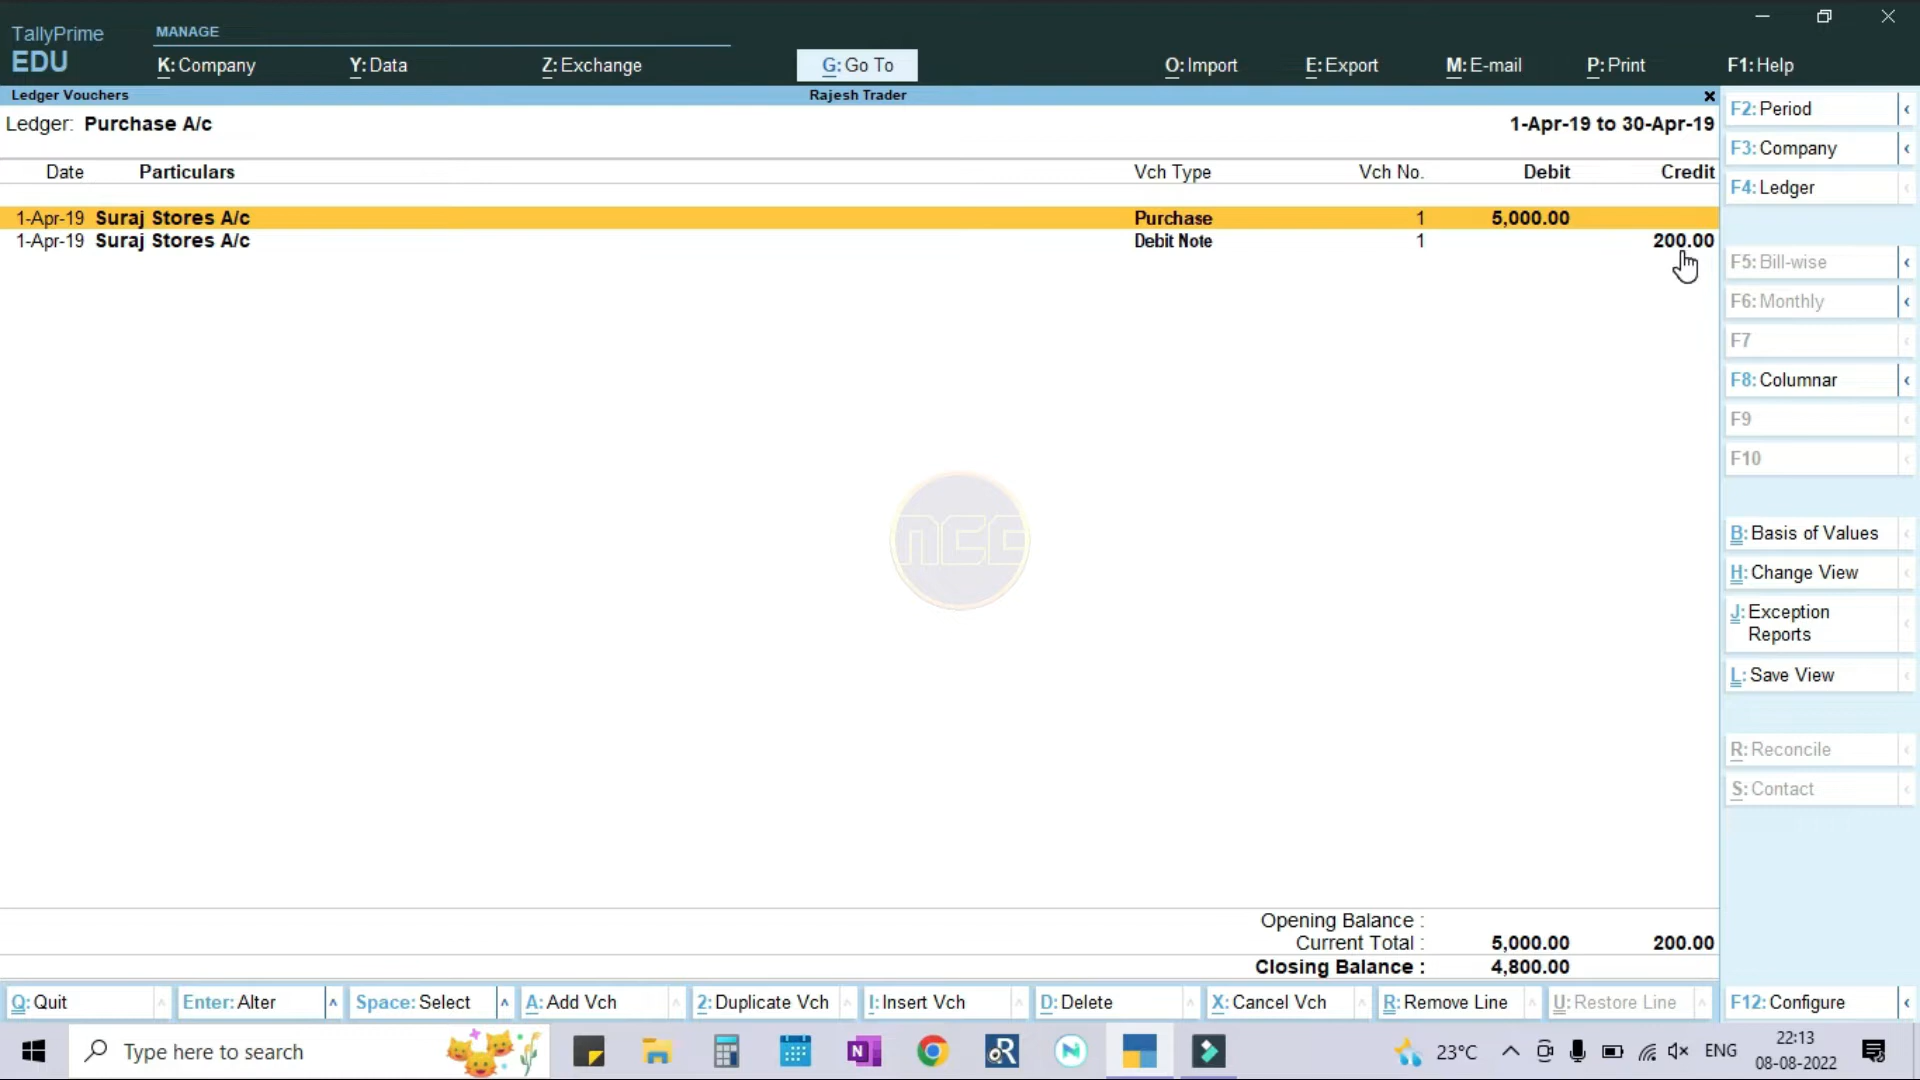 TallyPrime
EDU
MANAGE
K: Company
Y: Data
Z: Exchange
G: Go To
O: Import
E: Export
M: E-mail
P: Print
F1: Help
Ledger Vouchers
Rajesh Trader
Ledger: Purchase A/c
1-Apr-19 to 30-Apr-19
Date Particulars Vch Type Vch No. Debit Credit
1-Apr-19 Suraj Stores A/c Purchase 1 5,000.00
1-Apr-19 Suraj Stores A/c Debit Note 1 200.00
NCC
Opening Balance :
Current Total : 5,000.00 200.00
Closing Balance : 4,800.00
F2: Period
F3: Company
F4: Ledger
F5: Bill-wise
F6: Monthly
F7
F8: Columnar
F9
F10
B: Basis of Values
H: Change View
J: Exception
Reports
L: Save View
R: Reconcile
S: Contact
F12: Configure
Q: Quit
Enter: Alter
Space: Select
A: Add Vch
2: Duplicate Vch
I: Insert Vch
D: Delete
X: Cancel Vch
R: Remove Line
U: Restore Line
Type here to search
23°C
ENG
22:13
08-08-2022